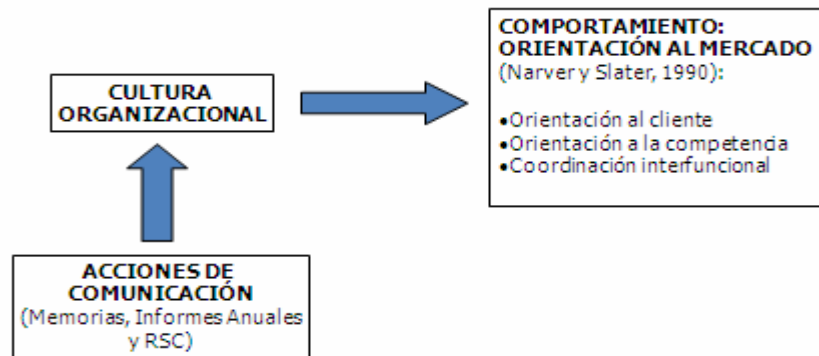 CULTURA
ORGANIZACIONAL
COMPORTAMIENTO:
ORIENTACIÓN AL MERCADO
(Narver y Slater, 1990):
•Orientación al cliente
•Orientación a la competencia
•Coordinación interfuncional
ACCIONES DE
COMUNICACIÓN
(Memorias, Informes Anuales
y RSC)